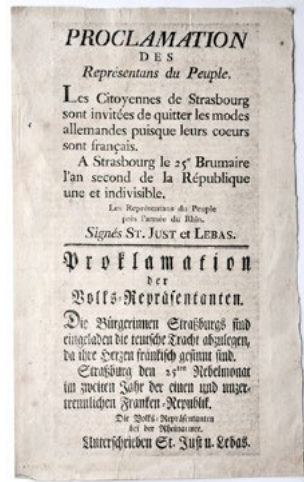 PROCLAMATION
DES
Représentans du Peuple.
Les Citoyennes de Strasbourg
sont invitées de quitter les modes
allemandes puisque leurs coeurs
sont français.
A Strasbourg le 25e Brumaire
l'an second de la République
une et indivisible.
Les Représentans du Peuple
près l'armée du Rhin.
Signés ST. JUST et LEBAS.
Proklamation
der
Volks-Repräsentanten.
Die Bürgerinnen Straßburgs sind
eingeladen die teutsche Tracht abzulegen,
da ihre Herzen fränkisch gesinnt sind.
Straßburg den 25ten Rebelmonat
im zweiten Jahr der einen und unzer-
trennlichen Franken-Republik.
Die Volks-Repräsentanten
bei der Rheinarmee.
Unterschrieben St. Just u. Lebas.